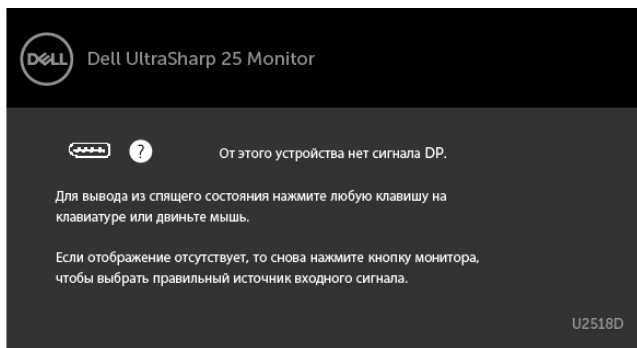 DELL
Dell UltraSharp 25 Monitor
?
От этого устройства нет сигнала DP.
Для вывода из спящего состояния нажмите любую клавишу на
клавиатуре или двиньте мышь.
Если отображение отсутствует, то снова нажмите кнопку монитора,
чтобы выбрать правильный источник входного сигнала.
U2518D